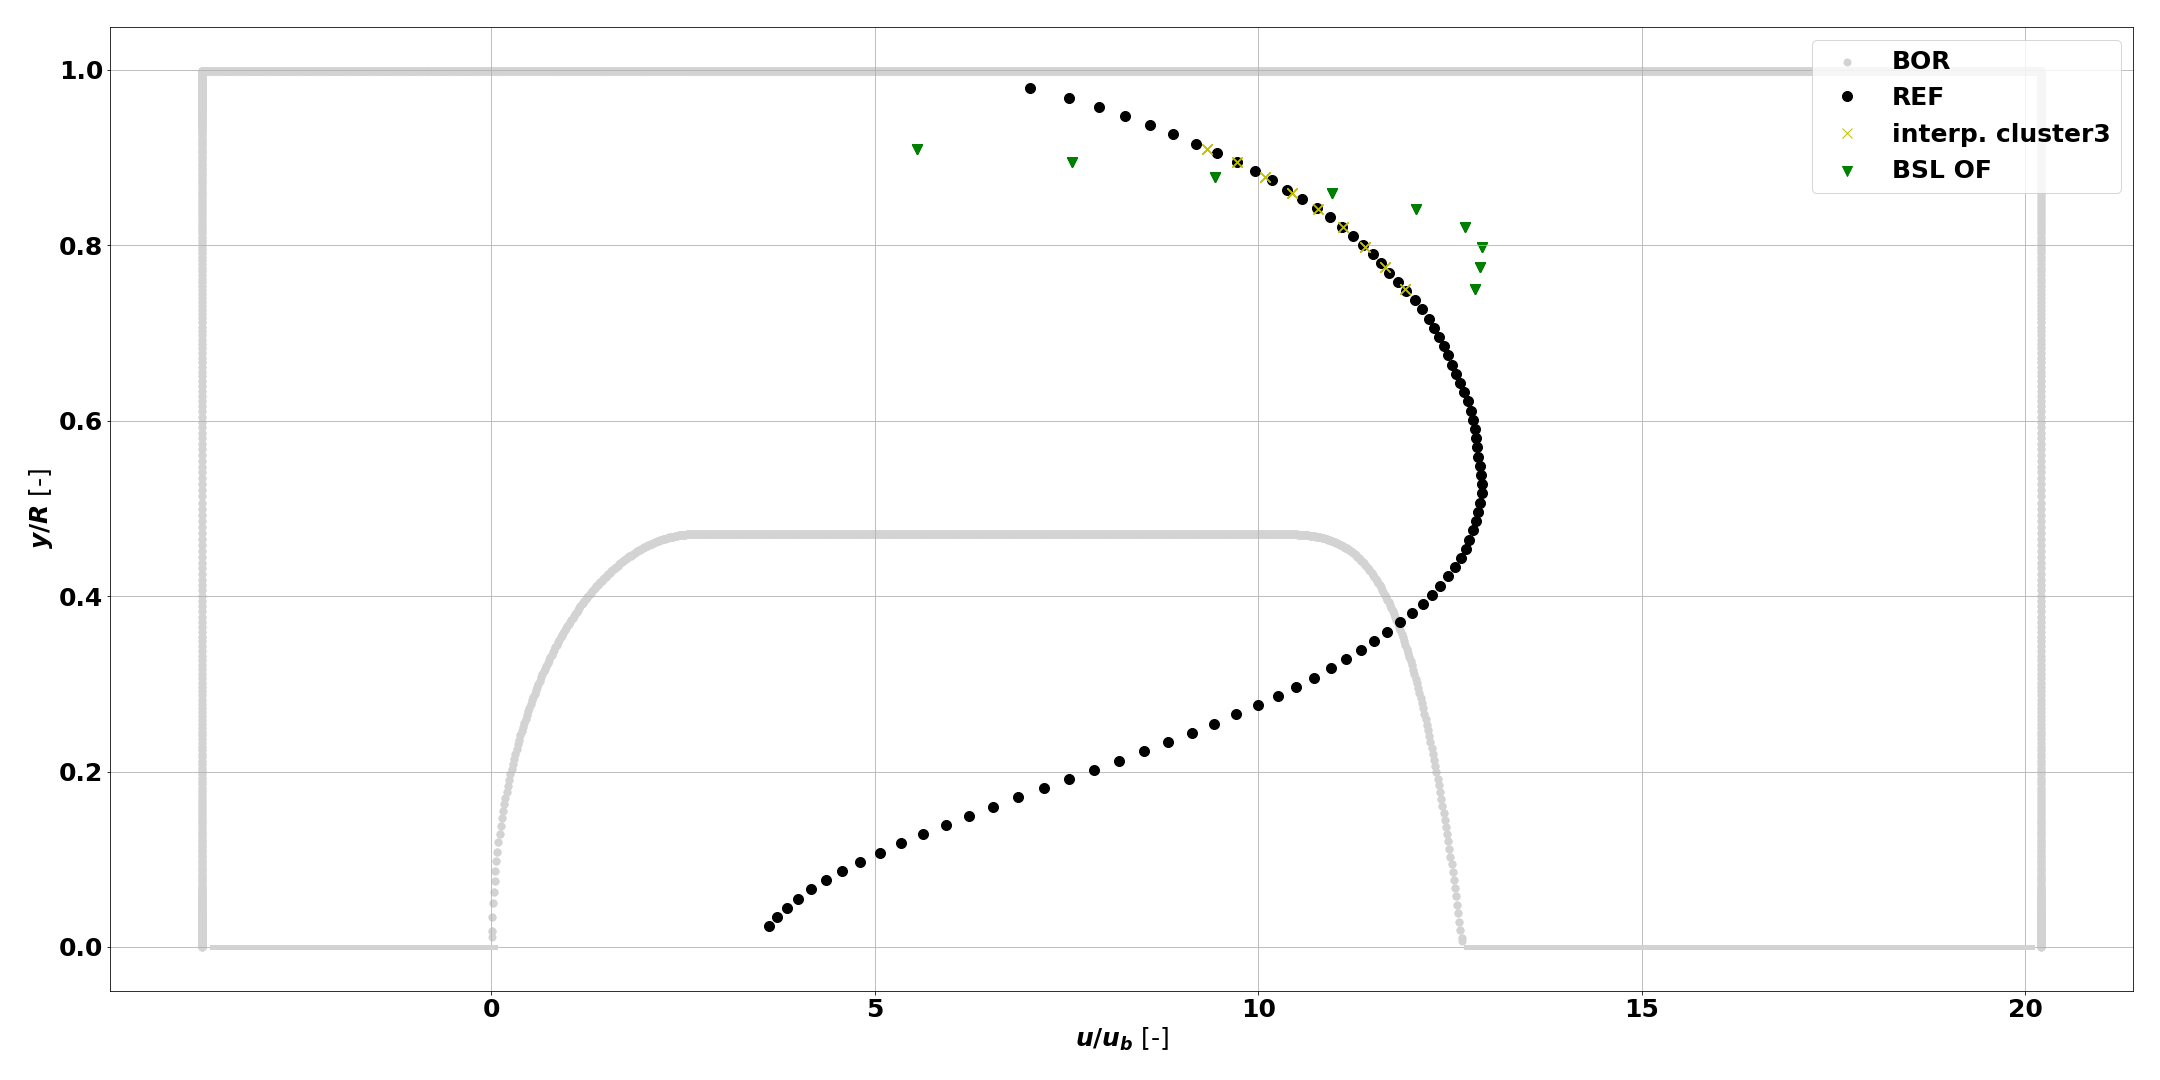 1.0
0.8
0.6
0.4
0.2
0.0
y/R [-]
0 5 10 15 20
u/u_b [-]
BOR
REF
interp. cluster3
BSL OF